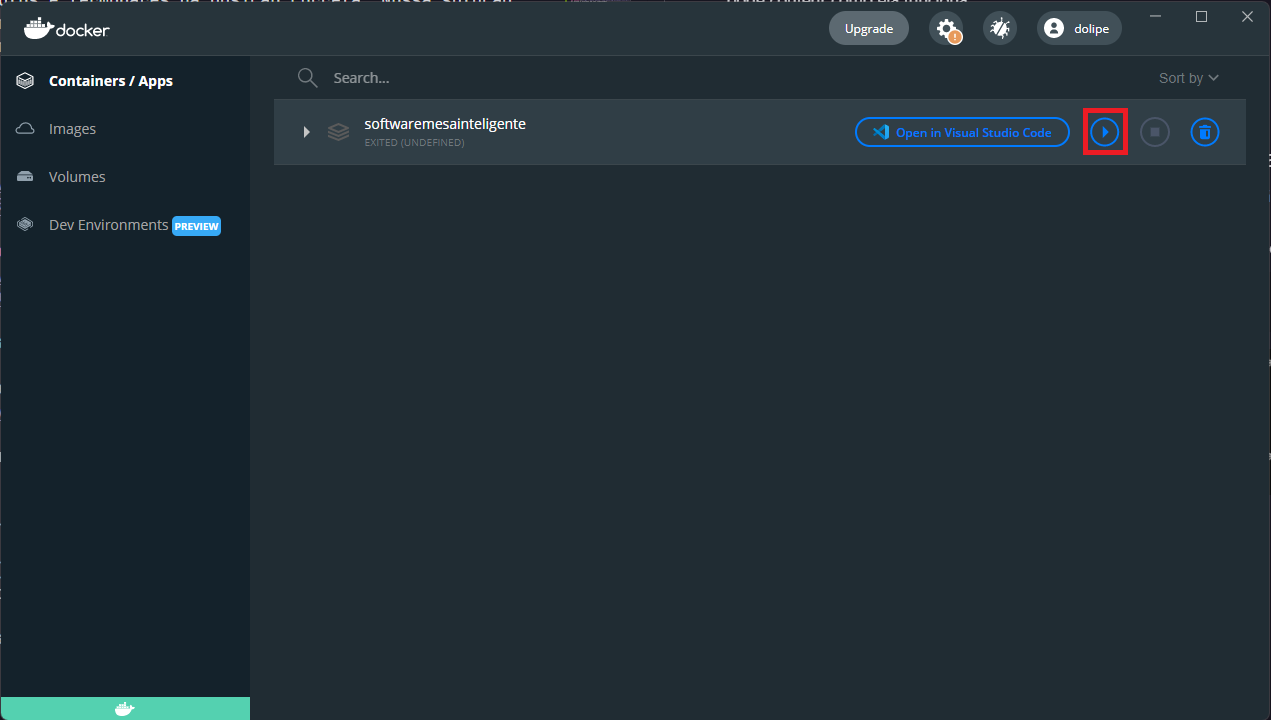 docker
Upgrade
dolipe
Containers / Apps
Images
Volumes
Dev Environments PREVIEW
Search...
Sort by
softwaremesainteligente
EXITED (UNDEFINED)
Open in Visual Studio Code